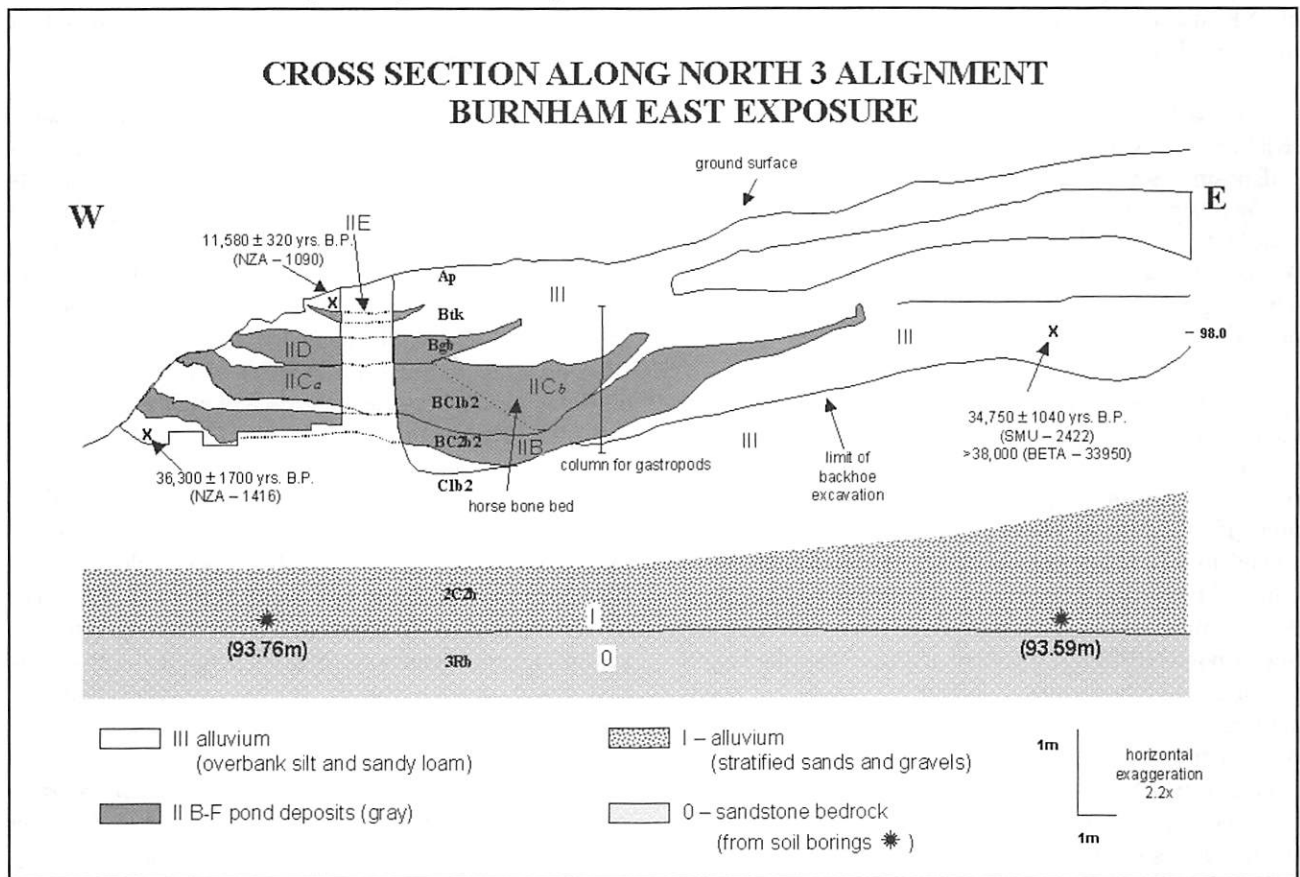 CROSS SECTION ALONG NORTH 3 ALIGNMENT
BURNHAM EAST EXPOSURE
ground surface
W
E
IIE
11,580 ± 320 yrs. B.P.
(NZA – 1090)
X
Ap
III
Btk
IID
Bgb
III
X
98.0
IICa
BC1b2
IICb
BC2b2
IIB
X
34,750 ± 1040 yrs. B.P.
(SMU – 2422)
>38,000 (BETA – 33950)
III
36,300 ± 1700 yrs. B.P.
(NZA – 1416)
C1b2
column for gastropods
limit of
backhoe
excavation
horse bone bed
2C2b
I
(93.76m)
(93.59m)
3Rb
0
III alluvium
(overbank silt and sandy loam)
I – alluvium
(stratified sands and gravels)
1m
horizontal
exaggeration
2.2x
1m
II B-F pond deposits (gray)
0 – sandstone bedrock
(from soil borings ✷ )